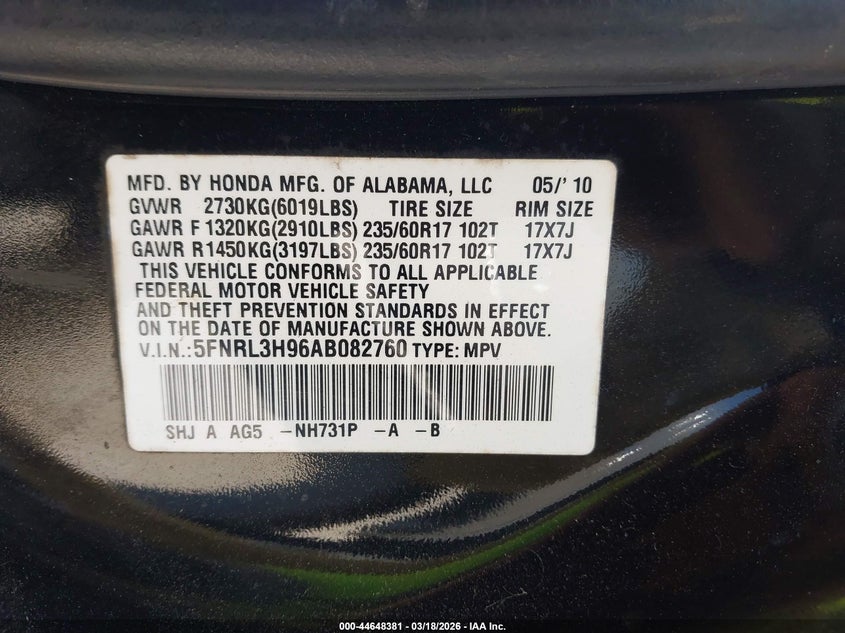 MFD. BY HONDA MFG. OF ALABAMA, LLC 05/' 10
GVWR 2730KG(6019LBS) TIRE SIZE RIM SIZE
GAWR F 1320KG(2910LBS) 235/60R17 102T 17X7J
GAWR R1450KG(3197LBS) 235/60R17 102T 17X7J
THIS VEHICLE CONFORMS TO ALL APPLICABLE
FEDERAL MOTOR VEHICLE SAFETY
AND THEFT PREVENTION STANDARDS IN EFFECT
ON THE DATE OF MANUFACTURE SHOWN ABOVE.
V.I.N.:5FNRL3H96AB082760 TYPE: MPV
SHJ A AG5 -NH731P -A -B
000-44648381 | 03/18/2026 - IAA Inc.